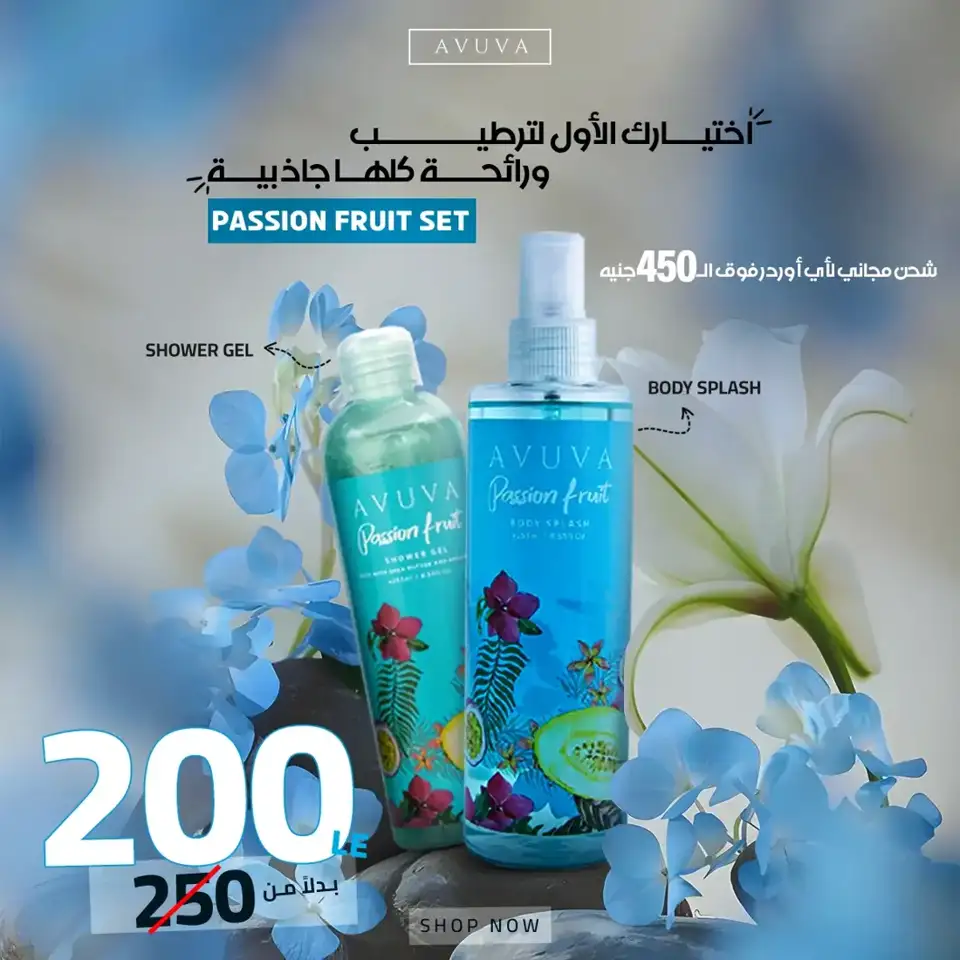 AVUVA
اختيارك الأول لترطيب
ورائحة كلها جاذبية
PASSION FRUIT SET
شحن مجاني لأي أوردر فوق الـ450 جنيه
SHOWER GEL
BODY SPLASH
AVUVA
Passion fruit
SHOWER GEL
AVUVA
Passion fruit
BODY SPLASH
200 LE
بدلاً من 250
SHOP NOW